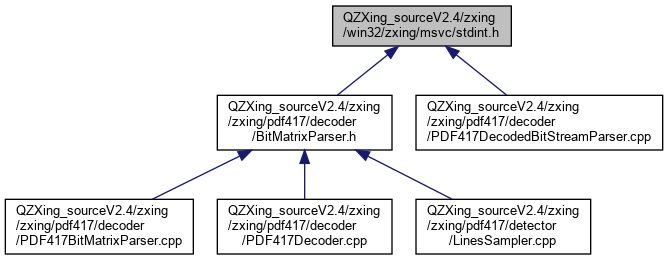 QZXing_sourceV2.4/zxing
/win32/zxing/msvc/stdint.h
QZXing_sourceV2.4/zxing
/zxing/pdf417/decoder
/BitMatrixParser.h
QZXing_sourceV2.4/zxing
/zxing/pdf417/decoder
/PDF417DecodedBitStreamParser.cpp
QZXing_sourceV2.4/zxing
/zxing/pdf417/decoder
/PDF417BitMatrixParser.cpp
QZXing_sourceV2.4/zxing
/zxing/pdf417/decoder
/PDF417Decoder.cpp
QZXing_sourceV2.4/zxing
/zxing/pdf417/detector
/LinesSampler.cpp